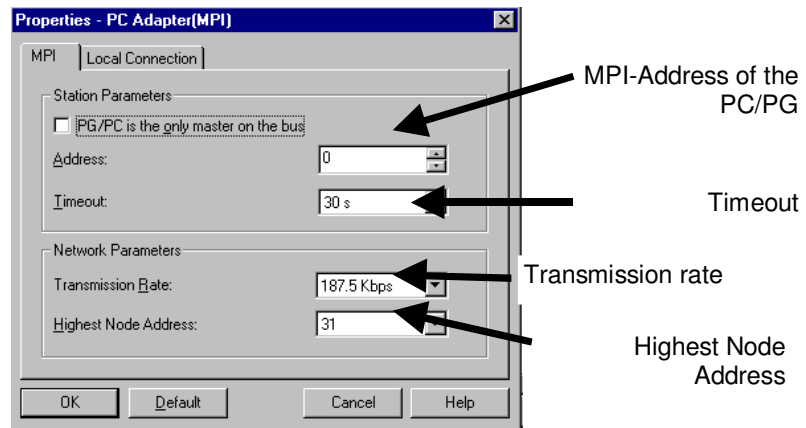 Properties - PC Adapter(MPI)
MPI
Local Connection
Station Parameters
PG/PC is the only master on the bus
Address:
0
Timeout:
30 s
Network Parameters
Transmission Rate:
187.5 Kbps
Highest Node Address:
31
OK
Default
Cancel
Help
MPI-Address of the
PC/PG
Timeout
Transmission rate
Highest Node
Address